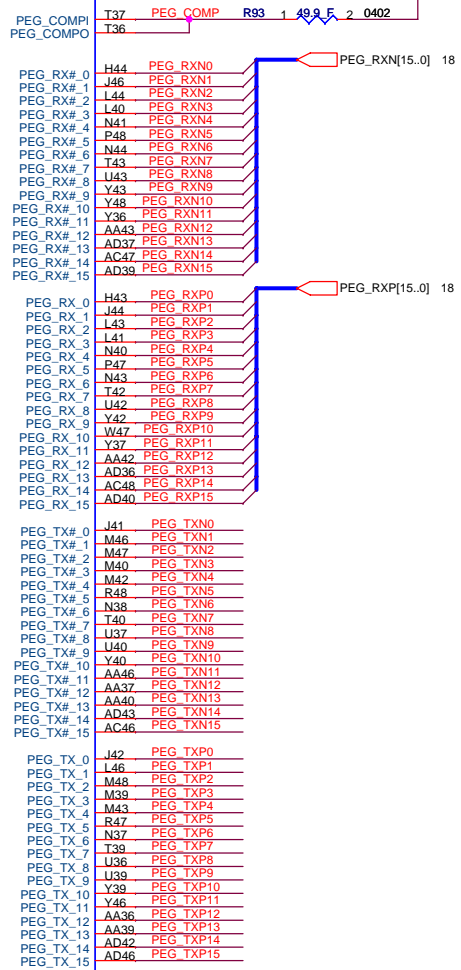 PEG_COMPI T37 PEG_COMP R93 1 49.9_F 2 0402
PEG_COMPO T36
PEG_RXN[15..0] 18
PEG_RX#_0 H44 PEG_RXN0
PEG_RX#_1 J46 PEG_RXN1
PEG_RX#_2 L44 PEG_RXN2
PEG_RX#_3 L40 PEG_RXN3
PEG_RX#_4 N41 PEG_RXN4
PEG_RX#_5 P48 PEG_RXN5
PEG_RX#_6 N44 PEG_RXN6
PEG_RX#_7 T43 PEG_RXN7
PEG_RX#_8 U43 PEG_RXN8
PEG_RX#_9 Y43 PEG_RXN9
PEG_RX#_10 Y48 PEG_RXN10
PEG_RX#_11 Y36 PEG_RXN11
PEG_RX#_12 AA43 PEG_RXN12
PEG_RX#_13 AD37 PEG_RXN13
PEG_RX#_14 AC47 PEG_RXN14
PEG_RX#_15 AD39 PEG_RXN15
PEG_RXP[15..0] 18
PEG_RX_0 H43 PEG_RXP0
PEG_RX_1 J44 PEG_RXP1
PEG_RX_2 L43 PEG_RXP2
PEG_RX_3 L41 PEG_RXP3
PEG_RX_4 N40 PEG_RXP4
PEG_RX_5 P47 PEG_RXP5
PEG_RX_6 N43 PEG_RXP6
PEG_RX_7 T42 PEG_RXP7
PEG_RX_8 U42 PEG_RXP8
PEG_RX_9 Y42 PEG_RXP9
PEG_RX_10 W47 PEG_RXP10
PEG_RX_11 Y37 PEG_RXP11
PEG_RX_12 AA42 PEG_RXP12
PEG_RX_13 AD36 PEG_RXP13
PEG_RX_14 AC48 PEG_RXP14
PEG_RX_15 AD40 PEG_RXP15
PEG_TX#_0 J41 PEG_TXN0
PEG_TX#_1 M46 PEG_TXN1
PEG_TX#_2 M47 PEG_TXN2
PEG_TX#_3 M40 PEG_TXN3
PEG_TX#_4 M42 PEG_TXN4
PEG_TX#_5 R48 PEG_TXN5
PEG_TX#_6 N38 PEG_TXN6
PEG_TX#_7 T40 PEG_TXN7
PEG_TX#_8 U37 PEG_TXN8
PEG_TX#_9 U40 PEG_TXN9
PEG_TX#_10 Y40 PEG_TXN10
PEG_TX#_11 AA46 PEG_TXN11
PEG_TX#_12 AA37 PEG_TXN12
PEG_TX#_13 AA40 PEG_TXN13
PEG_TX#_14 AD43 PEG_TXN14
PEG_TX#_15 AC46 PEG_TXN15
PEG_TX_0 J42 PEG_TXP0
PEG_TX_1 L46 PEG_TXP1
PEG_TX_2 M48 PEG_TXP2
PEG_TX_3 M39 PEG_TXP3
PEG_TX_4 M43 PEG_TXP4
PEG_TX_5 R47 PEG_TXP5
PEG_TX_6 N37 PEG_TXP6
PEG_TX_7 T39 PEG_TXP7
PEG_TX_8 U36 PEG_TXP8
PEG_TX_9 U39 PEG_TXP9
PEG_TX_10 Y39 PEG_TXP10
PEG_TX_11 Y46 PEG_TXP11
PEG_TX_12 AA36 PEG_TXP12
PEG_TX_13 AA39 PEG_TXP13
PEG_TX_14 AD42 PEG_TXP14
PEG_TX_15 AD46 PEG_TXP15